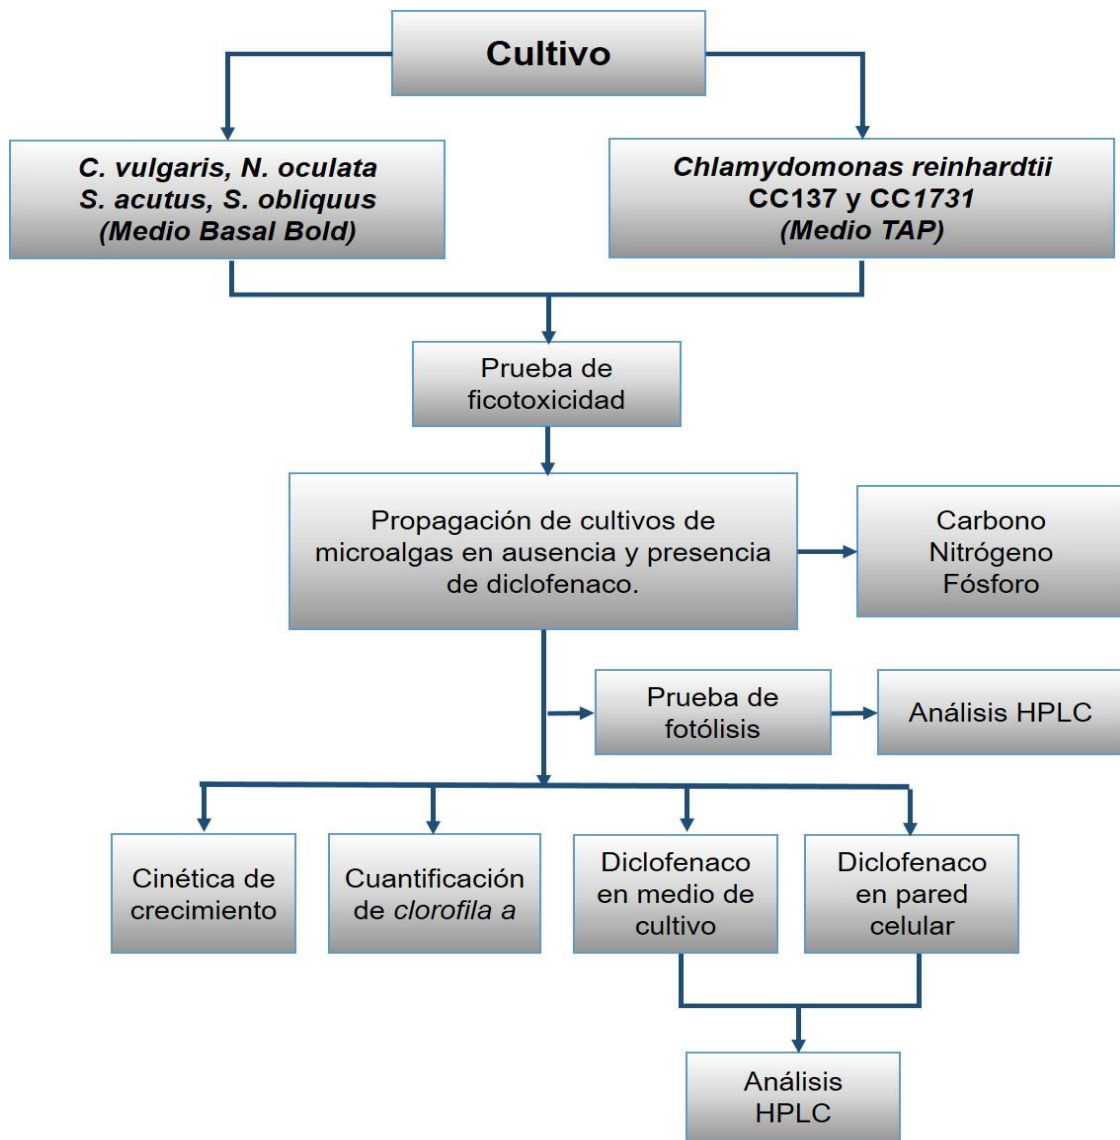 Cultivo
C. vulgaris, N. oculata
S. acutus, S. obliquus
(Medio Basal Bold)
Chlamydomonas reinhardtii
CC137 y CC1731
(Medio TAP)
Prueba de
ficotoxicidad
Propagación de cultivos de
microalgas en ausencia y presencia
de diclofenaco.
Carbono
Nitrógeno
Fósforo
Prueba de
fotólisis
Análisis HPLC
Cinética de
crecimiento
Cuantificación
de clorofila a
Diclofenaco
en medio de
cultivo
Diclofenaco
en pared
celular
Análisis
HPLC